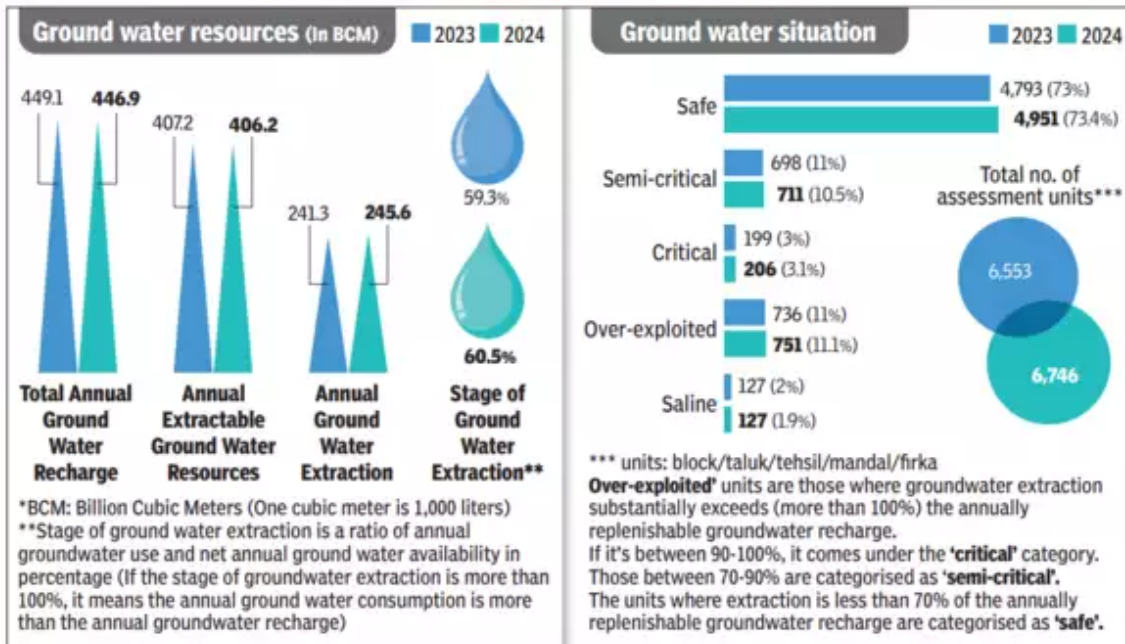 Ground water resources (In BCM)
2023 2024
449.1 446.9
407.2 406.2
241.3 245.6
59.3%
60.5%
Total Annual
Ground
Water
Recharge
Annual
Extractable
Ground Water
Resources
Annual
Ground
Water
Extraction
Stage of
Ground
Water
Extraction**
*BCM: Billion Cubic Meters (One cubic meter is 1,000 liters)
**Stage of ground water extraction is a ratio of annual
groundwater use and net annual ground water availability in
percentage (If the stage of groundwater extraction is more than
100%, it means the annual ground water consumption is more
than the annual groundwater recharge)
Ground water situation
2023 2024
Safe
4,793 (73%)
4,951 (73.4%)
Semi-critical
698 (11%)
711 (10.5%)
Critical
199 (3%)
206 (3.1%)
Over-exploited
736 (11%)
751 (11.1%)
Saline
127 (2%)
127 (1.9%)
Total no. of
assessment units***
6,553
6,746
*** units: block/taluk/tehsil/mandal/firka
Over-exploited’ units are those where groundwater extraction
substantially exceeds (more than 100%) the annually
replenishable groundwater recharge.
If it's between 90-100%, it comes under the ‘critical’ category.
Those between 70-90% are categorised as ‘semi-critical’.
The units where extraction is less than 70% of the annually
replenishable groundwater recharge are categorised as ‘safe’.